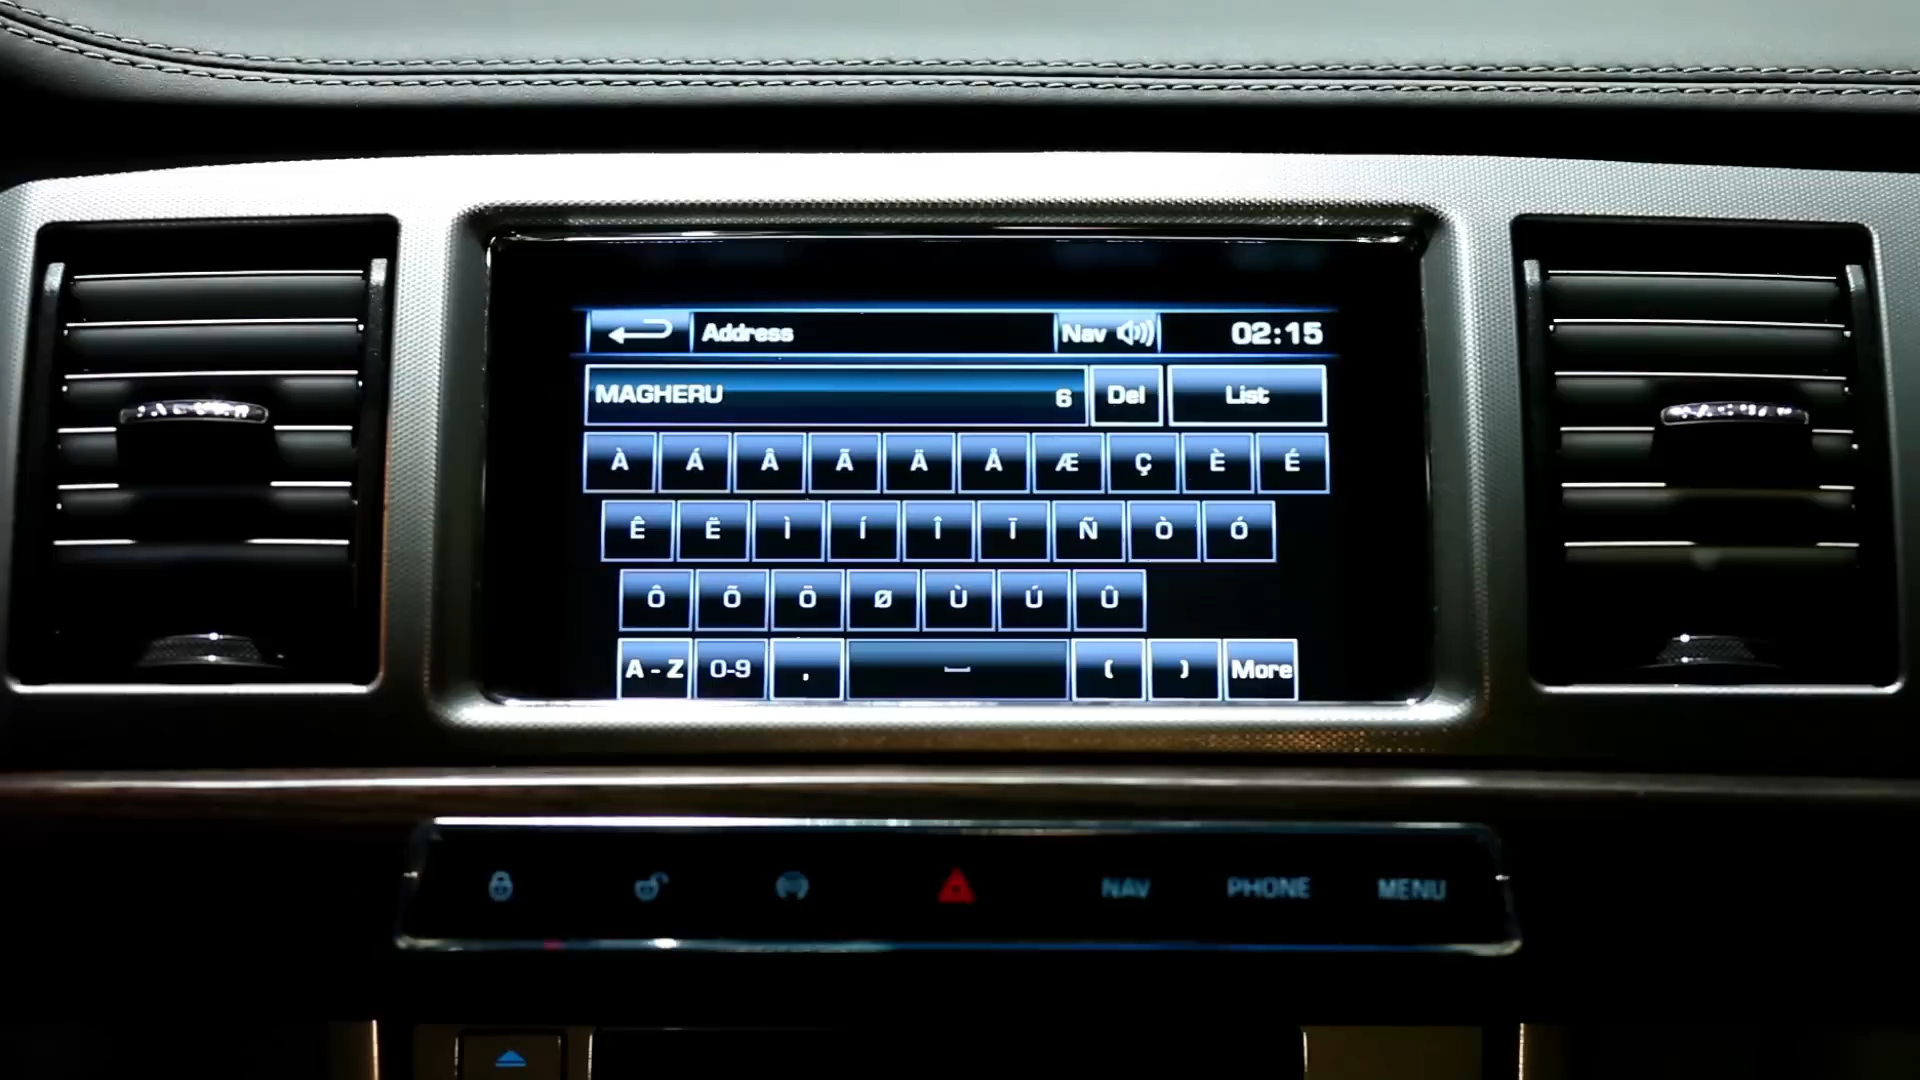 Address Nav 02:15
MAGHERU 6 Del List
À Á Â Ã Ä Å Æ Ç È É
Ê Ë Ì Í Î Ï Ñ Ò Ó
Ô Õ Ö Ø Ù Ú Û
A - Z 0-9 , ( ) More
NAV PHONE MENU